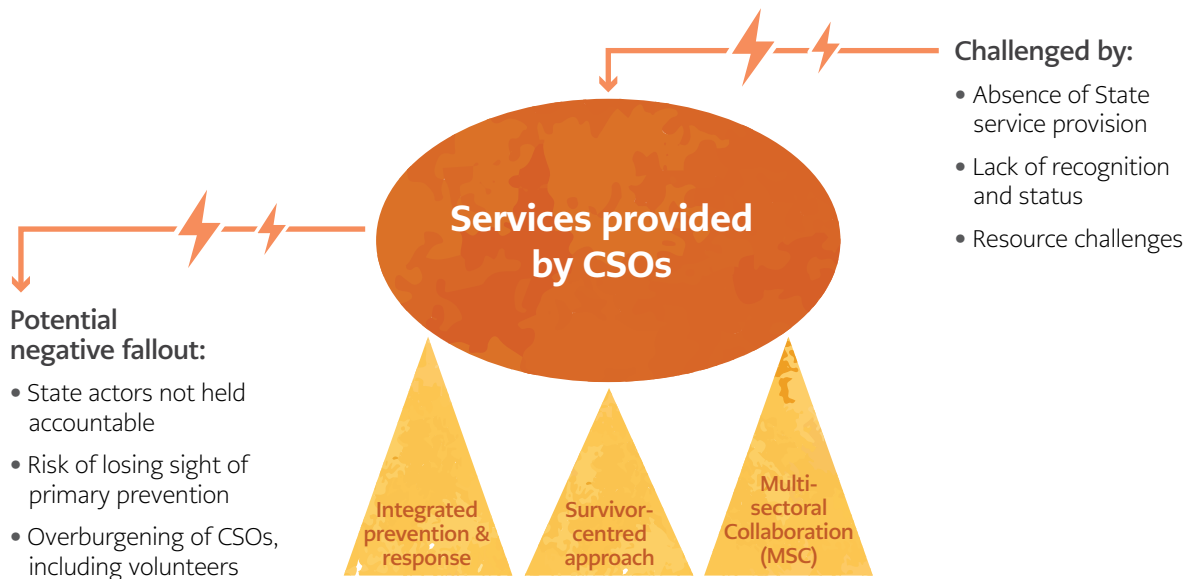 Challenged by:
• Absence of State
service provision
• Lack of recognition
and status
• Resource challenges
Services provided
by CSOs
Potential
negative fallout:
• State actors not held
accountable
• Risk of losing sight of
primary prevention
• Overburgening of CSOs,
including volunteers
Integrated
prevention &
response
Survivor-
centred
approach
Multi-
sectoral
Collaboration
(MSC)